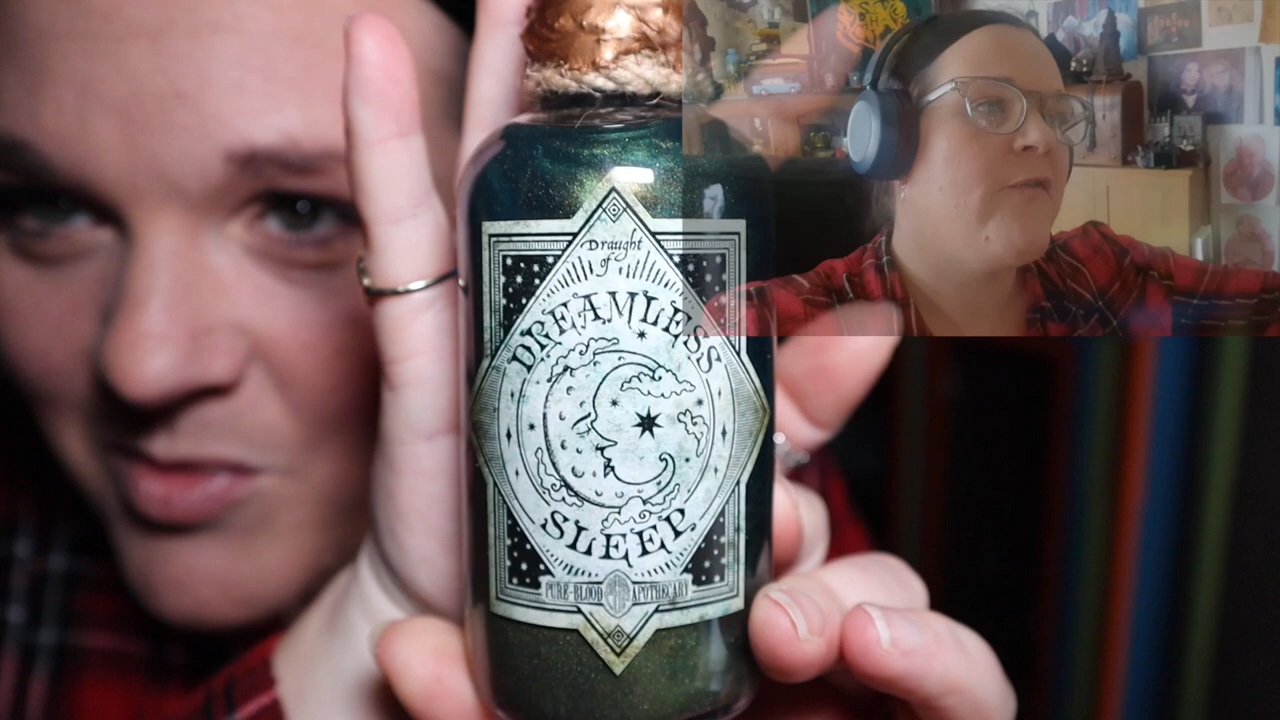 Draught
of
DREAMLESS
SLEEP
PURE-BLOOD APOTHECARY